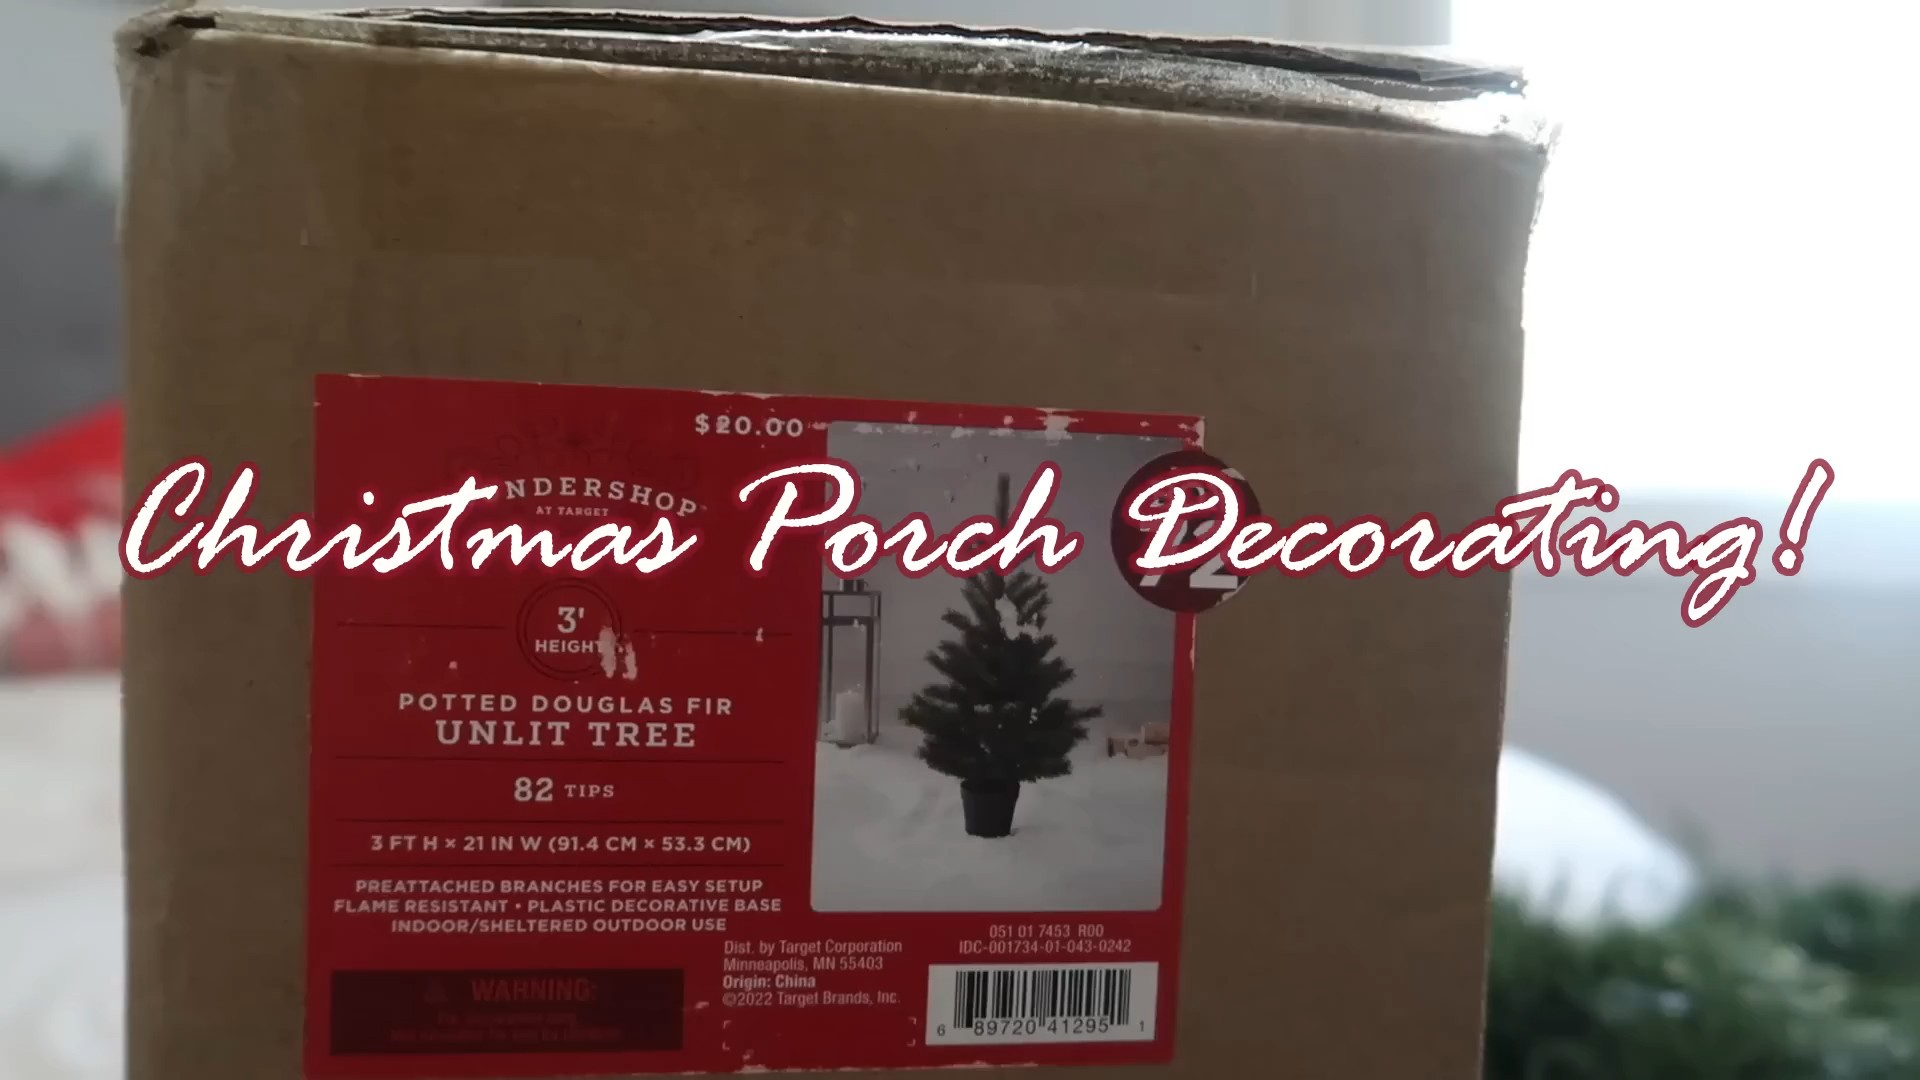 $20.00
NDERSHOP
AT TARGET
Christmas Porch Decorating!
72
3'
HEIGHT
POTTED DOUGLAS FIR
UNLIT TREE
82 TIPS
3 FT H × 21 IN W (91.4 CM × 53.3 CM)
PREATTACHED BRANCHES FOR EASY SETUP
FLAME RESISTANT • PLASTIC DECORATIVE BASE
INDOOR/SHELTERED OUTDOOR USE
WARNING:
Dist. by Target Corporation
Minneapolis, MN 55403
Origin: China
©2022 Target Brands, Inc.
051 01 7453 R00
IDC-001734-01-043-0242
6 89720 41295 1